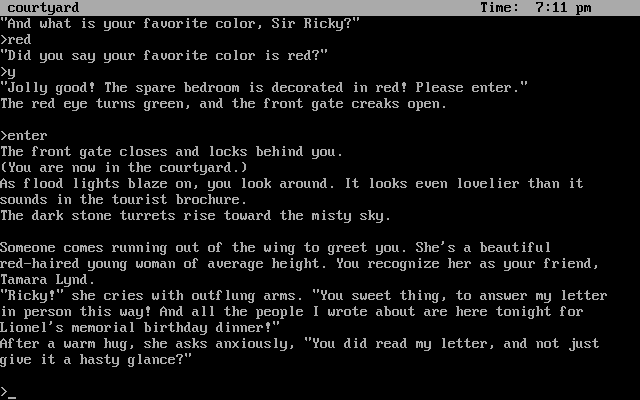 courtyard Time: 7:11 pm
"And what is your favorite color, Sir Ricky?"
>red
"Did you say your favorite color is red?"
>y
"Jolly good! The spare bedroom is decorated in red! Please enter."
The red eye turns green, and the front gate creaks open.
>enter
The front gate closes and locks behind you.
(You are now in the courtyard.)
As flood lights blaze on, you look around. It looks even lovelier than it
sounds in the tourist brochure.
The dark stone turrets rise toward the misty sky.
Someone comes running out of the wing to greet you. She's a beautiful
red-haired young woman of average height. You recognize her as your friend,
Tamara Lynd.
"Ricky!" she cries with outflung arms. "You sweet thing, to answer my letter
in person this way! And all the people I wrote about are here tonight for
Lionel's memorial birthday dinner!"
After a warm hug, she asks anxiously, "You did read my letter, and not just
give it a hasty glance?"
>_